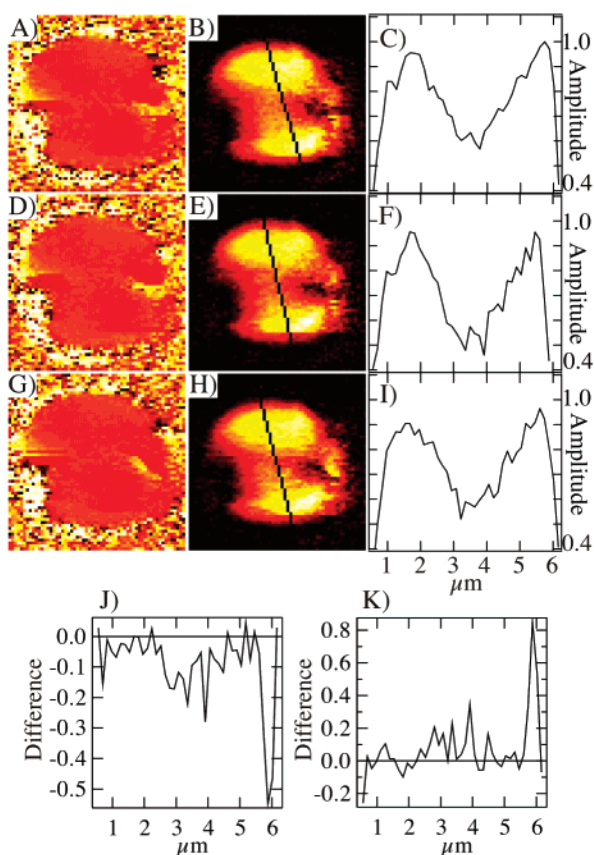 A) B) C) 1.0
Amplitude
0.4
D) E) F) 1.0
Amplitude
0.4
G) H) I) 1.0
Amplitude
0.4
1 2 3 4 5 6
µm
J)
0.0
-0.1
-0.2
-0.3
-0.4
-0.5
Difference
1 2 3 4 5 6
µm
K)
0.8
0.6
0.4
0.2
0.0
-0.2
Difference
1 2 3 4 5 6
µm